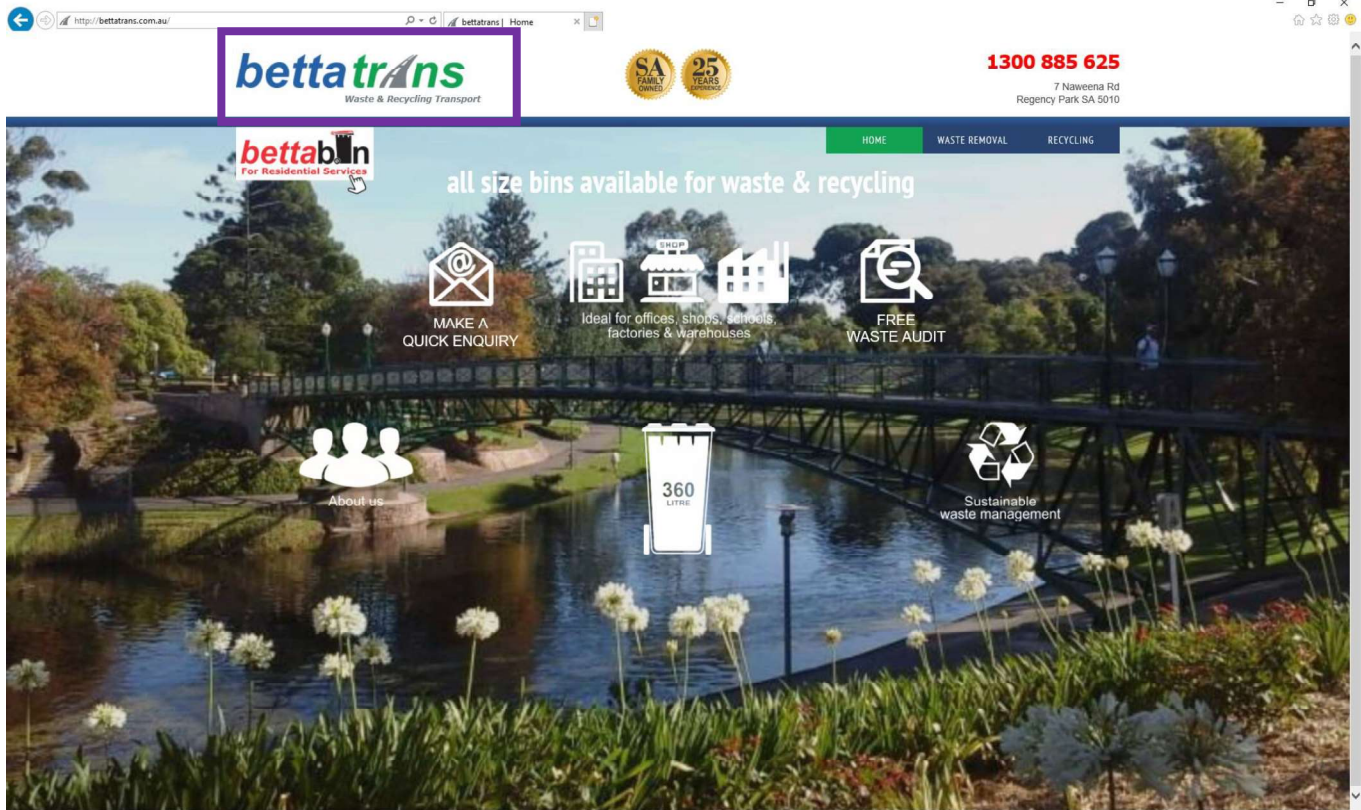 http://bettatrans.com.au/
bettatrans | Home
bettatrans
Waste & Recycling Transport
SA
FAMILY
OWNED
25
YEARS
EXPERIENCE
1300 885 625
7 Naweena Rd
Regency Park SA 5010
bettabin
For Residential Services
HOME WASTE REMOVAL RECYCLING
all size bins available for waste & recycling
MAKE A
QUICK ENQUIRY
SHOP
Ideal for offices, shops, schools,
factories & warehouses
FREE
WASTE AUDIT
About us
360
LITRE
Sustainable
waste management